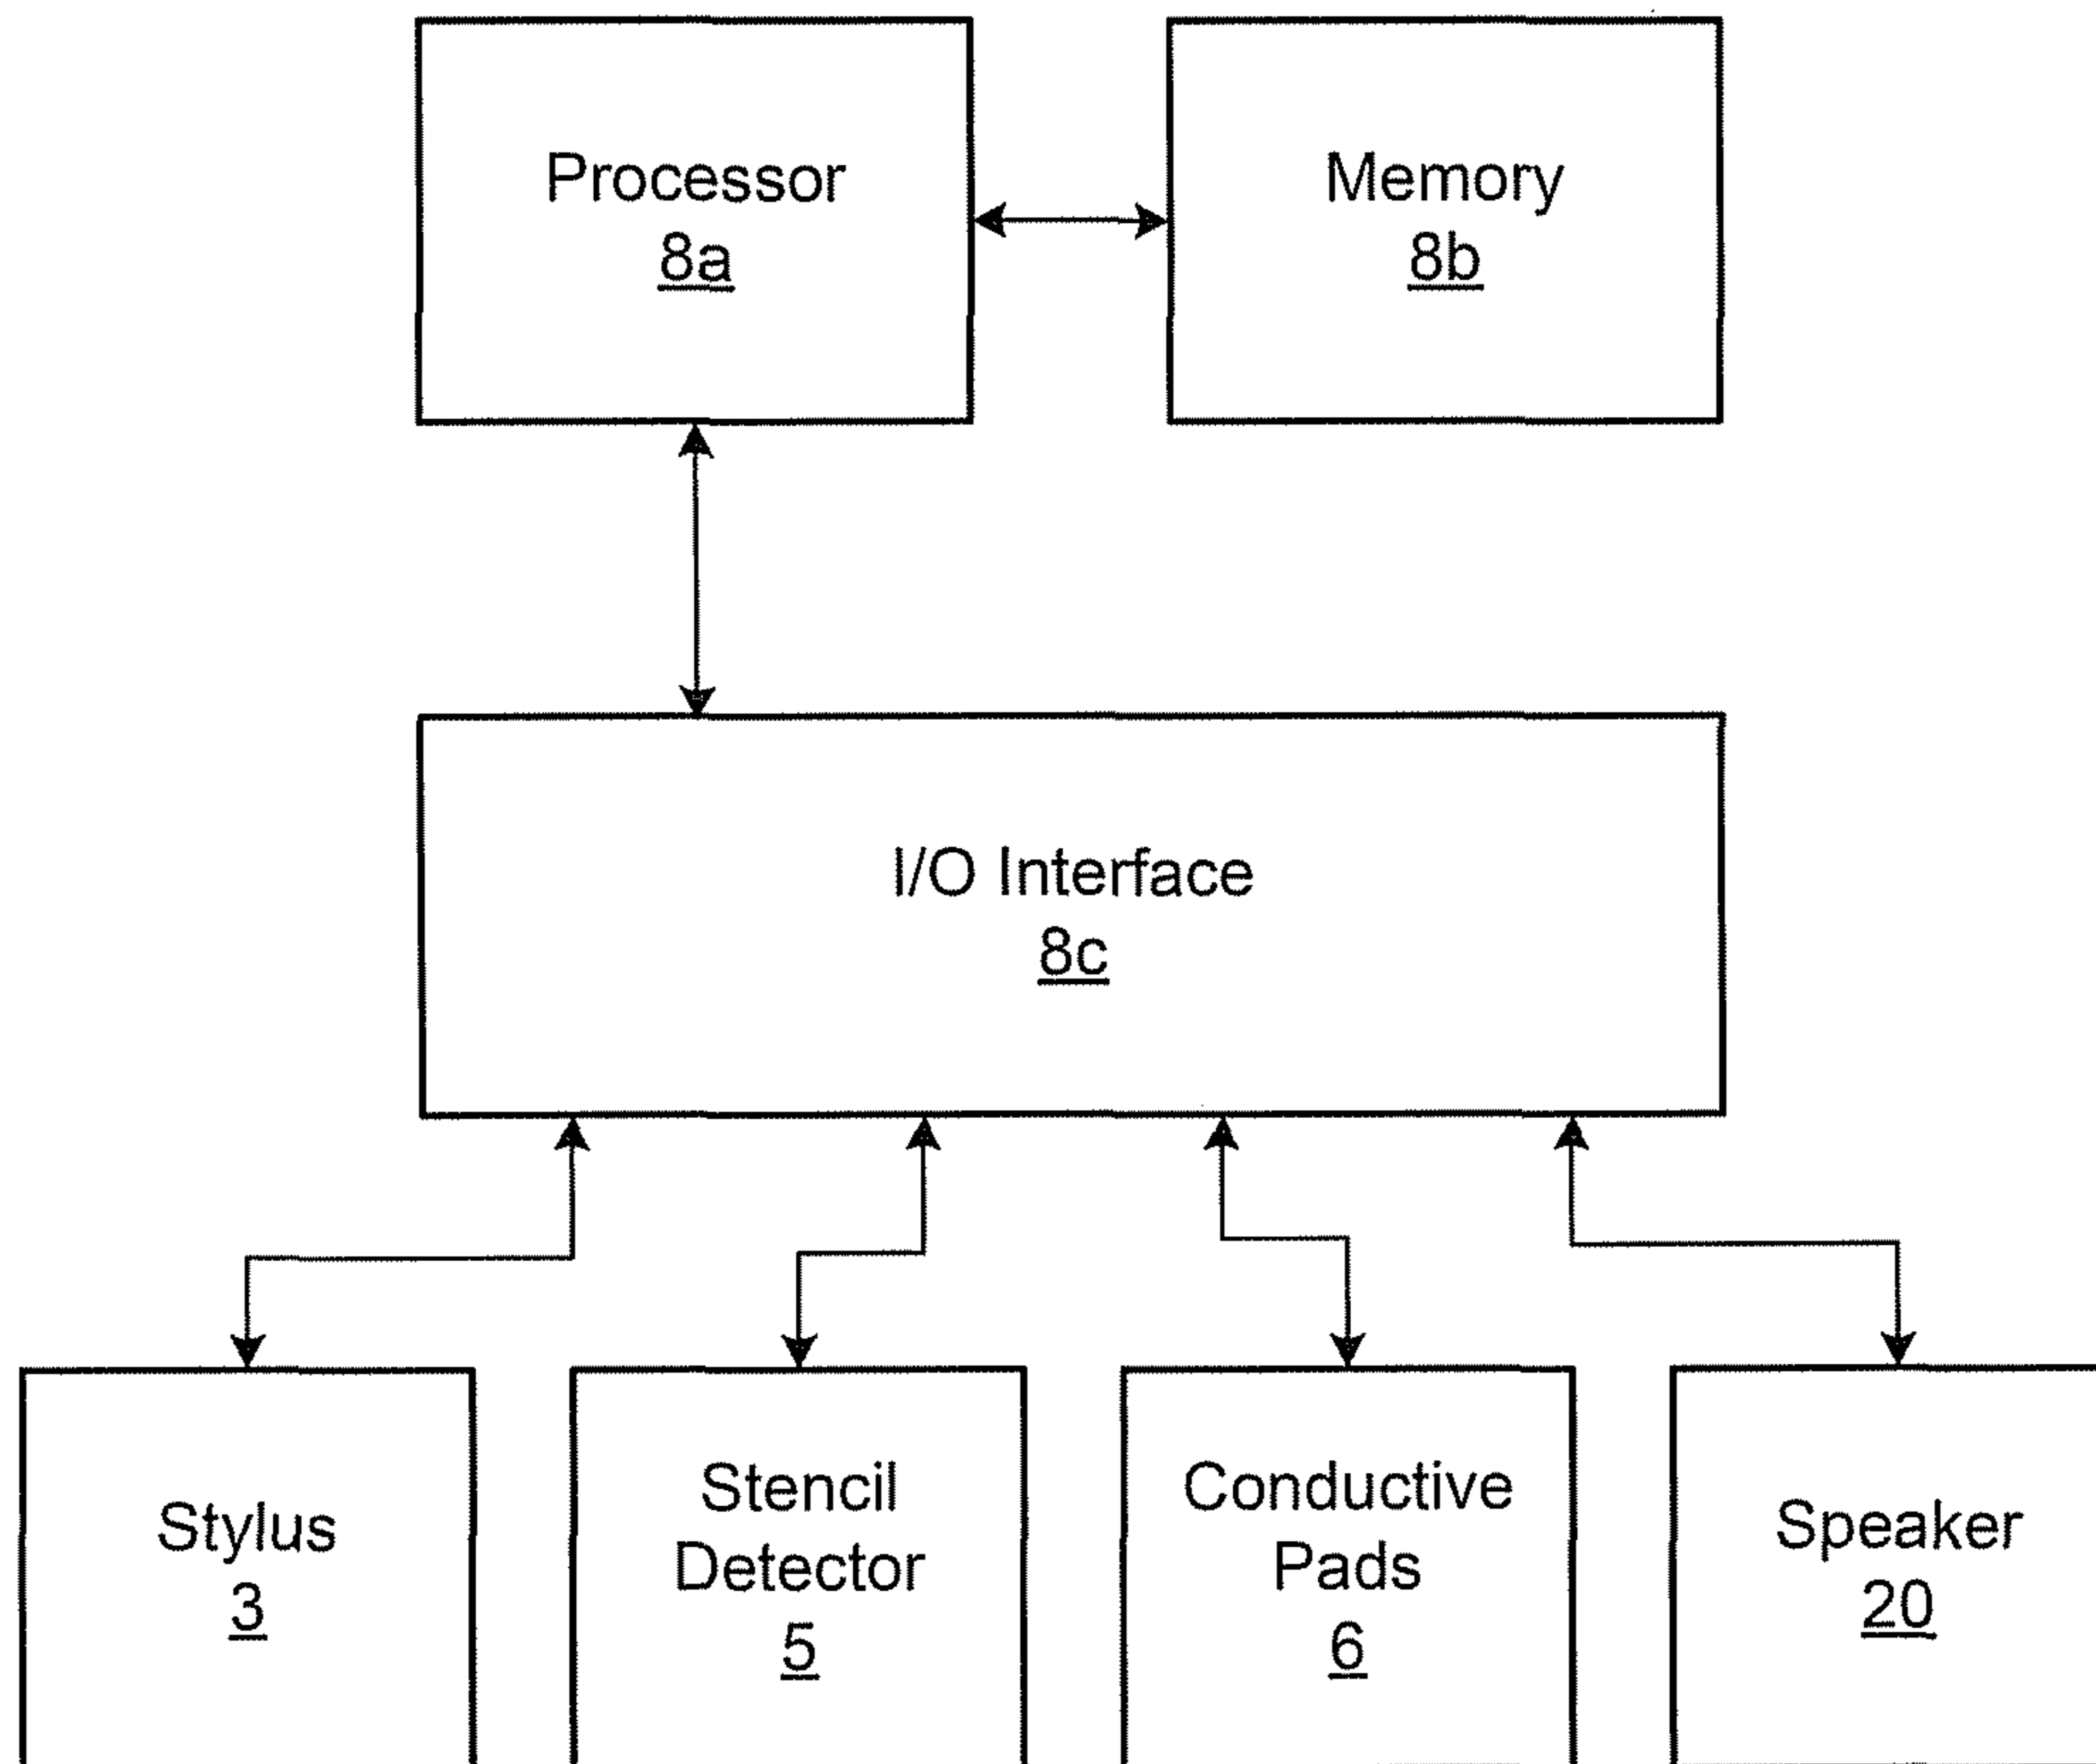 Processor
8a
Memory
8b
I/O Interface
8c
Stylus
3
Stencil
Detector
5
Conductive
Pads
6
Speaker
20